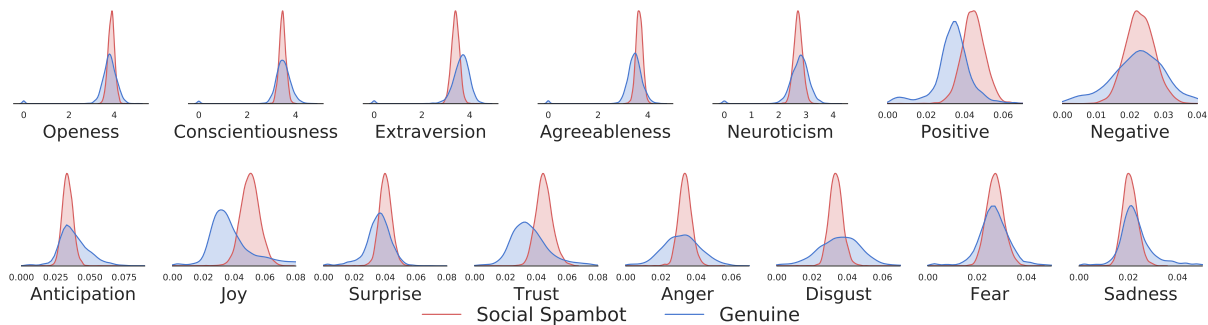 0 2 4 0 2 4 0 2 4 0 2 4 0 1 2 3 4 0.00 0.02 0.04 0.06 0.00 0.01 0.02 0.03 0.04
Openess Conscientiousness Extraversion Agreeableness Neuroticism Positive Negative
0.000 0.025 0.050 0.075 0.00 0.02 0.04 0.06 0.08 0.00 0.02 0.04 0.06 0.08 0.00 0.02 0.04 0.06 0.08 0.00 0.02 0.04 0.06 0.00 0.02 0.04 0.06 0.00 0.02 0.04 0.00 0.02 0.04
Anticipation Joy Surprise Trust Anger Disgust Fear Sadness
Social Spambot Genuine